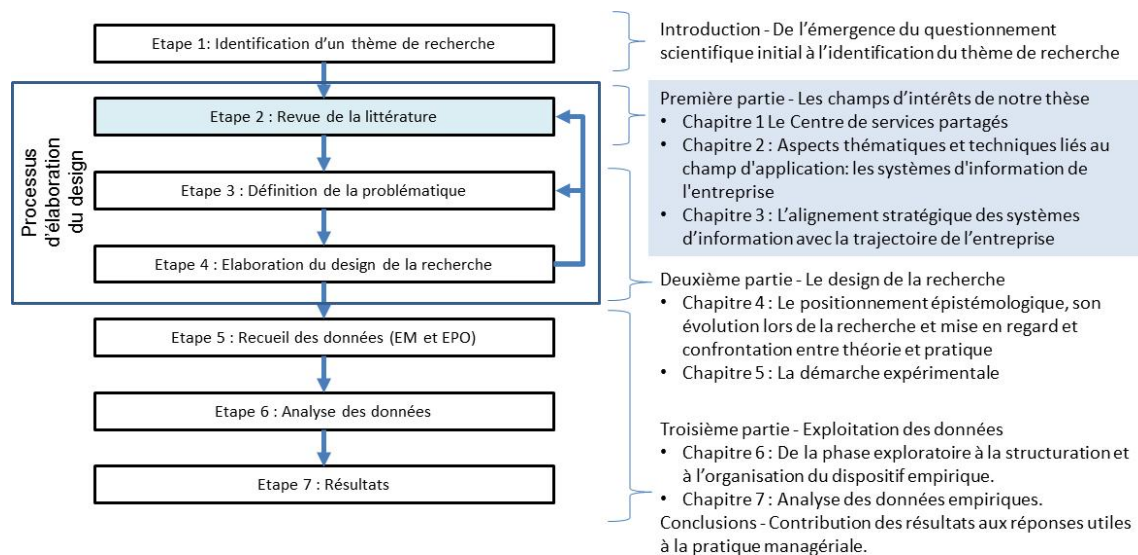 Etape 1: Identification d'un thème de recherche
Etape 2 : Revue de la littérature
Etape 3 : Définition de la problématique
Etape 4 : Elaboration du design de la recherche
Processus
d'élaboration
du design
Etape 5 : Recueil des données (EM et EPO)
Etape 6 : Analyse des données
Etape 7 : Résultats
Introduction - De l'émergence du questionnement
scientifique initial à l'identification du thème de recherche
Première partie - Les champs d'intérêts de notre thèse
• Chapitre 1 Le Centre de services partagés
• Chapitre 2 : Aspects thématiques et techniques liés au
champ d'application: les systèmes d'information de
l'entreprise
• Chapitre 3 : L'alignement stratégique des systèmes
d'information avec la trajectoire de l'entreprise
Deuxième partie - Le design de la recherche
• Chapitre 4 : Le positionnement épistémologique, son
évolution lors de la recherche et mise en regard et
confrontation entre théorie et pratique
• Chapitre 5 : La démarche expérimentale
Troisième partie - Exploitation des données
• Chapitre 6 : De la phase exploratoire à la structuration et
à l'organisation du dispositif empirique.
• Chapitre 7 : Analyse des données empiriques.
Conclusions - Contribution des résultats aux réponses utiles
à la pratique managériale.